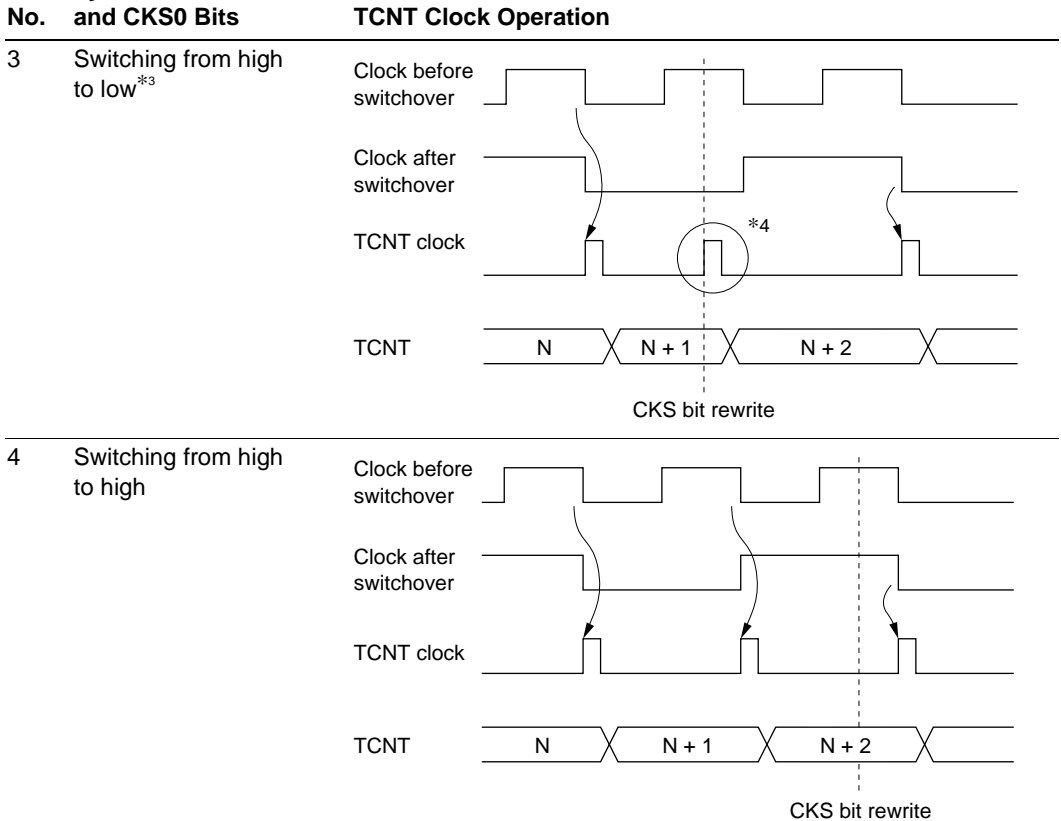 No. and CKS0 Bits TCNT Clock Operation
3 Switching from high
to low*3
Clock before
switchover
Clock after
switchover
*4
TCNT clock
TCNT N N + 1 N + 2
CKS bit rewrite
4 Switching from high
to high
Clock before
switchover
Clock after
switchover
TCNT clock
TCNT N N + 1 N + 2
CKS bit rewrite